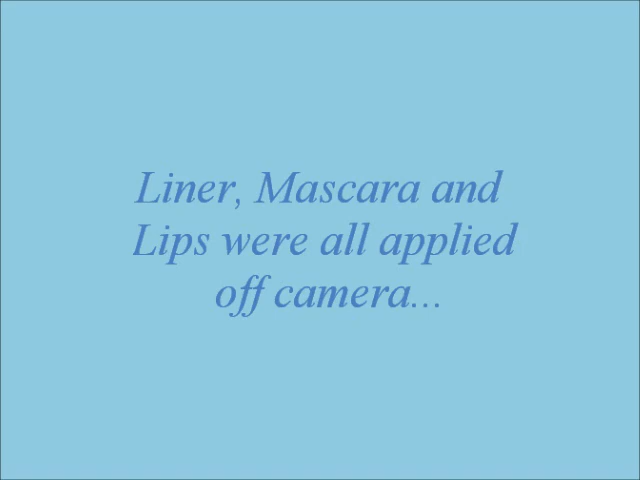 Liner, Mascara and
Lips were all applied
off camera...